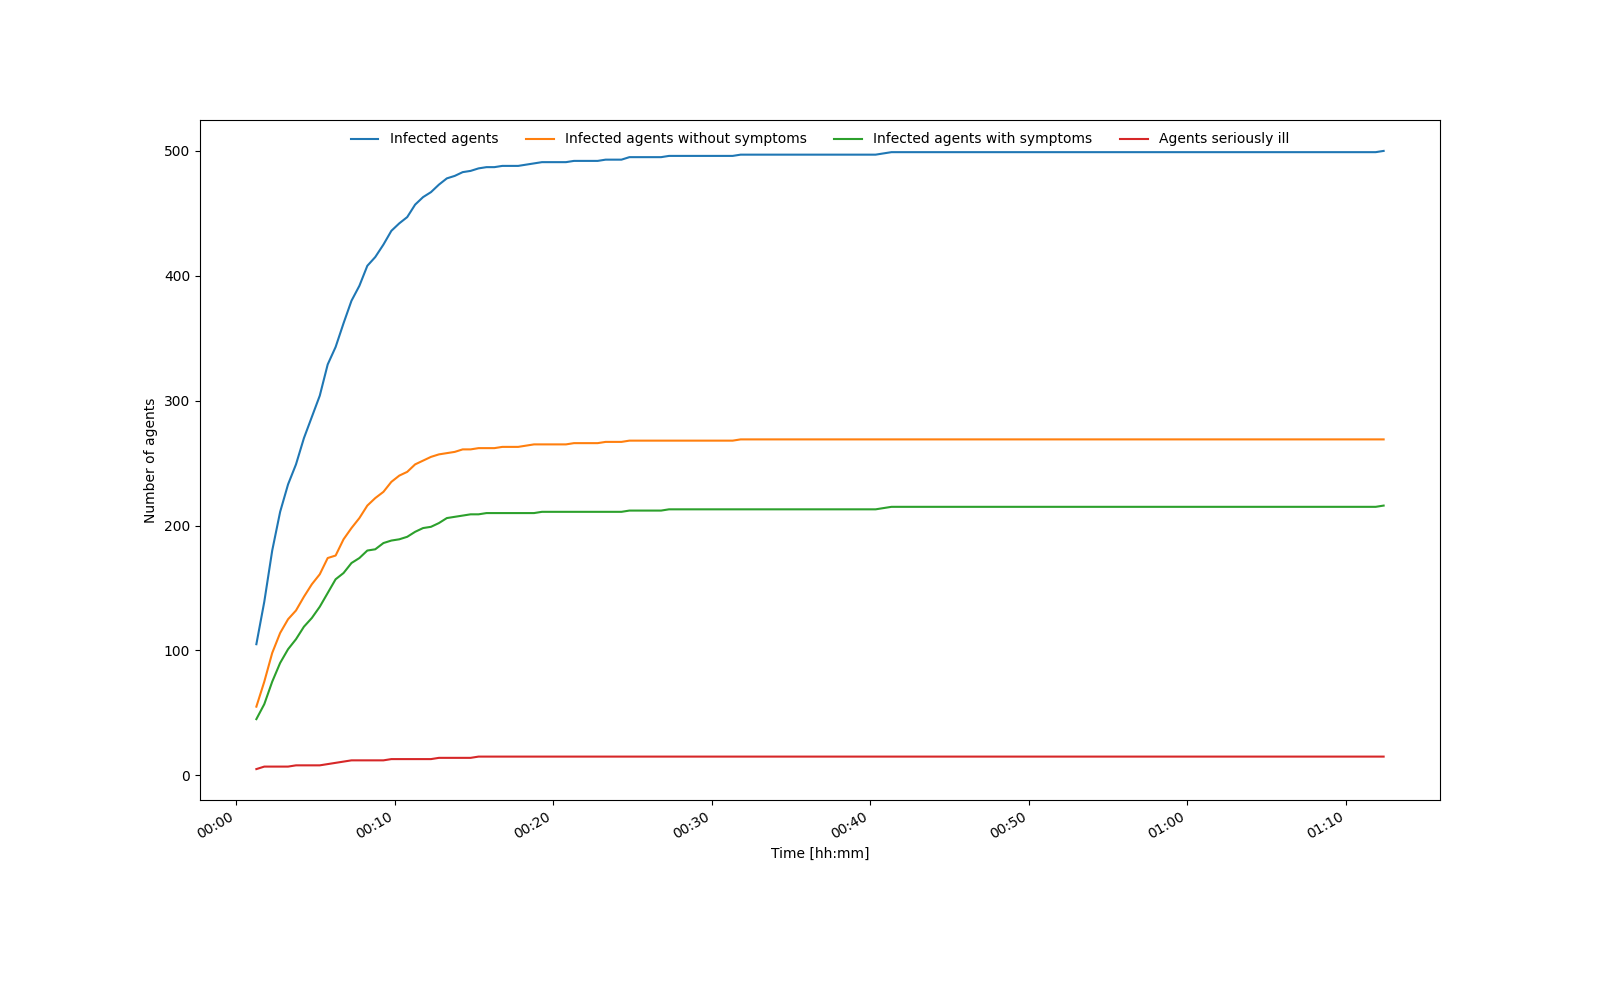 Infected agents Infected agents without symptoms Infected agents with symptoms Agents seriously ill
500
400
300
200
100
0
Number of agents
00:00 00:10 00:20 00:30 00:40 00:50 01:00 01:10
Time [hh:mm]